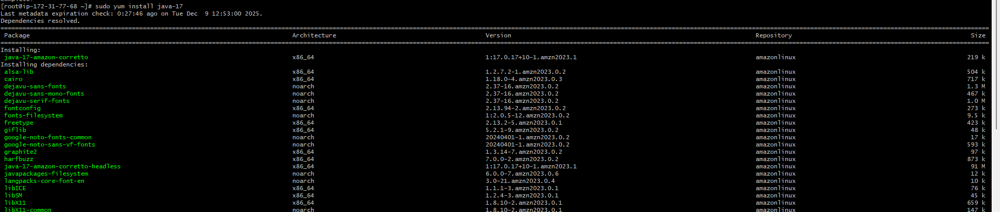 [root@ip-172-31-77-68 ~]# sudo yum install java-17
Last metadata expiration check: 0:27:46 ago on Tue Dec  9 12:53:00 2025.
Dependencies resolved.
Package Architecture Version Repository Size
Installing:
java-17-amazon-corretto x86_64 1:17.0.17+10-1.amzn2023.1 amazonlinux 219 k
Installing dependencies:
alsa-lib x86_64 1.2.7.2-1.amzn2023.0.2 amazonlinux 504 k
cairo x86_64 1.18.0-4.amzn2023.0.3 amazonlinux 717 k
dejavu-sans-fonts noarch 2.37-16.amzn2023.0.2 amazonlinux 1.3 M
dejavu-sans-mono-fonts noarch 2.37-16.amzn2023.0.2 amazonlinux 467 k
dejavu-serif-fonts noarch 2.37-16.amzn2023.0.2 amazonlinux 1.0 M
fontconfig x86_64 2.13.94-2.amzn2023.0.2 amazonlinux 273 k
fonts-filesystem noarch 1:2.0.5-12.amzn2023.0.2 amazonlinux 9.5 k
freetype x86_64 2.13.2-5.amzn2023.0.1 amazonlinux 423 k
giflib x86_64 5.2.1-9.amzn2023.0.2 amazonlinux 48 k
google-noto-fonts-common noarch 20240401-1.amzn2023.0.2 amazonlinux 17 k
google-noto-sans-vf-fonts noarch 20240401-1.amzn2023.0.2 amazonlinux 593 k
graphite2 x86_64 1.3.14-7.amzn2023.0.2 amazonlinux 97 k
harfbuzz x86_64 7.0.0-2.amzn2023.0.2 amazonlinux 873 k
java-17-amazon-corretto-headless x86_64 1:17.0.17+10-1.amzn2023.1 amazonlinux 91 M
javapackages-filesystem noarch 6.0.0-7.amzn2023.0.6 amazonlinux 12 k
langpacks-core-font-en noarch 3.0-21.amzn2023.0.4 amazonlinux 10 k
libICE x86_64 1.1.1-3.amzn2023.0.1 amazonlinux 76 k
libSM x86_64 1.2.4-3.amzn2023.0.1 amazonlinux 45 k
libX11 x86_64 1.8.10-2.amzn2023.0.1 amazonlinux 659 k
libX11-common noarch 1.8.10-2.amzn2023.0.1 amazonlinux 147 k